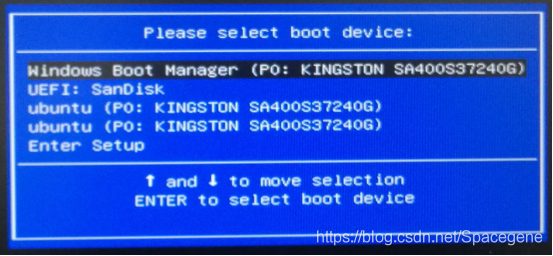 Please select boot device:
Windows Boot Manager (P0: KINGSTON SA400S37240G)
UEFI: SanDisk
ubuntu (P0: KINGSTON SA400S37240G)
ubuntu (P0: KINGSTON SA400S37240G)
Enter Setup
↑ and ↓ to move selection
ENTER to select boot device
https://blog.csdn.net/Spacegene